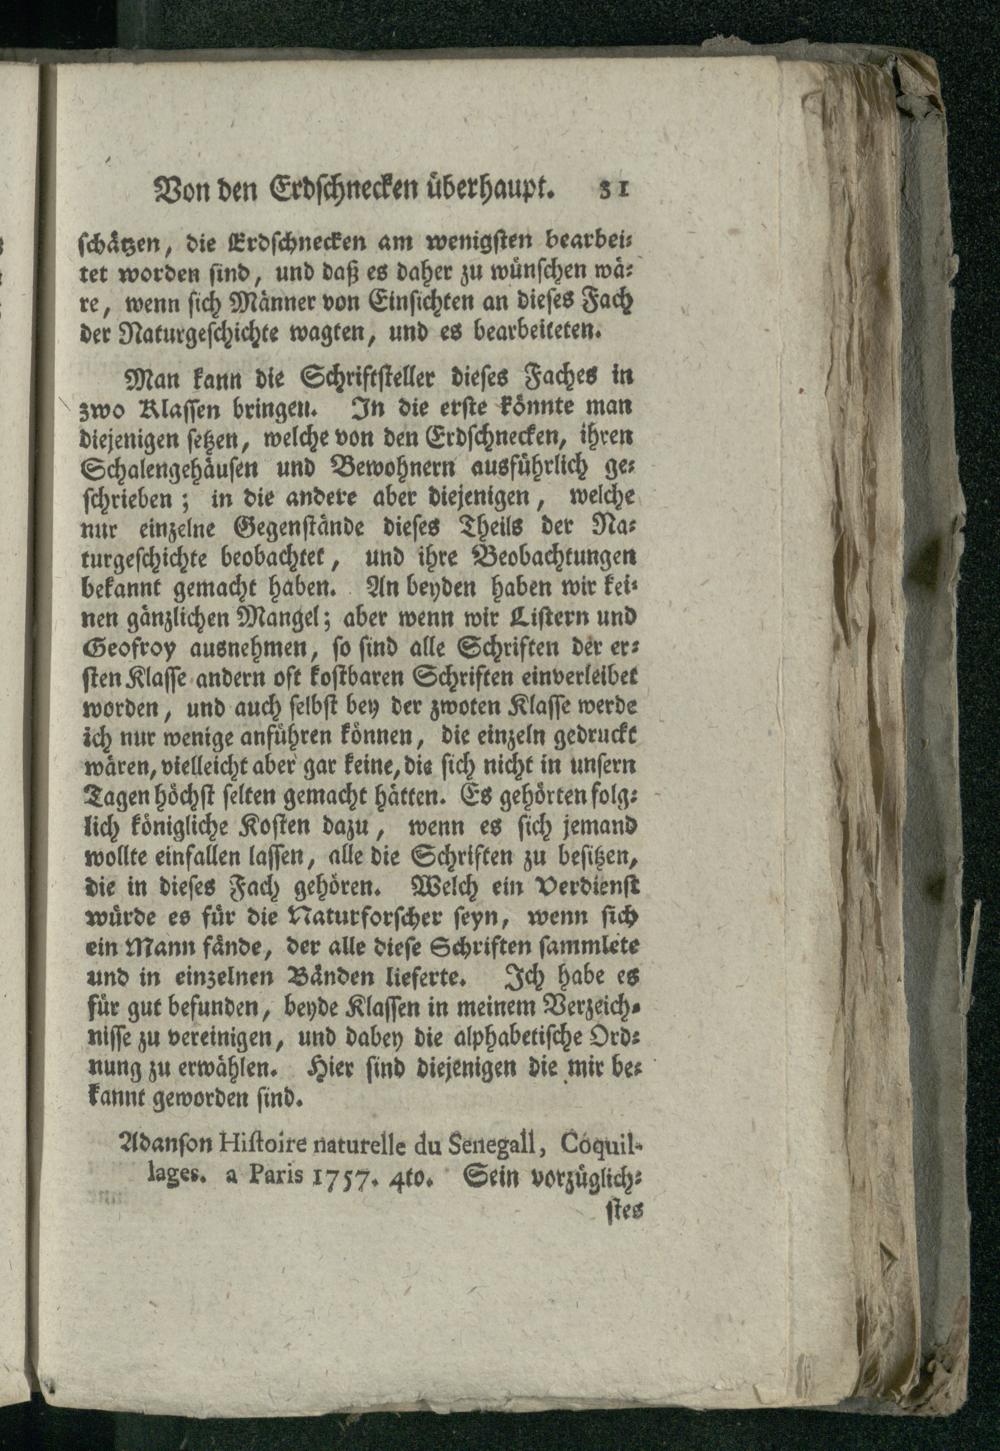 Von den Erdschnecken überhaupt. 31
schätzen, die Erdschnecken am wenigsten bearbei-
tet worden sind, und daß es daher zu wünschen wä-
re, wenn sich Männer von Einsichten an dieses Fach
der Naturgeschichte wagten, und es bearbeiteten.
Man kann die Schriftsteller dieses Faches in
zwo Klassen bringen. In die erste könnte man
diejenigen setzen, welche von den Erdschnecken, ihren
Schalengehäusen und Bewohnern ausführlich ge-
schrieben; in die andere aber diejenigen, welche
nur einzelne Gegenstände dieses Theils der Na-
turgeschichte beobachtet, und ihre Beobachtungen
bekannt gemacht haben. An beyden haben wir kei-
nen gänzlichen Mangel; aber wenn wir Listern und
Geofroy ausnehmen, so sind alle Schriften der er-
sten Klasse andern oft kostbaren Schriften einverleibet
worden, und auch selbst bey der zwoten Klasse werde
ich nur wenige anführen können, die einzeln gedruckt
wären, vielleicht aber gar keine, die sich nicht in unsern
Tagen höchst selten gemacht hätten. Es gehörten folg-
lich königliche Kosten dazu, wenn es sich jemand
wollte einfallen lassen, alle die Schriften zu besitzen,
die in dieses Fach gehören. Welch ein Verdienst
würde es für die Naturforscher seyn, wenn sich
ein Mann fände, der alle diese Schriften sammlete
und in einzelnen Bänden lieferte. Ich habe es
für gut befunden, beyde Klassen in meinem Verzeich-
nisse zu vereinigen, und dabey die alphabetische Ord-
nung zu erwählen. Hier sind diejenigen die mir be-
kannt geworden sind.
Adanson Histoire naturelle du Senegall, Coquil-
lages. a Paris 1757. 4to. Sein vorzüglich-
stes